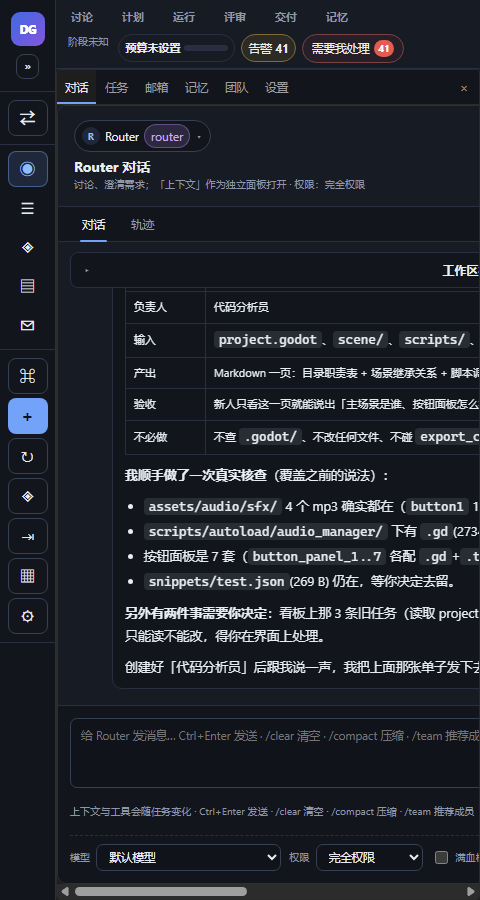 DG
讨论 计划 运行 评审 交付 记忆
阶段未知 预算未设置 告警 41 需要我处理 41
»
对话 任务 邮箱 记忆 团队 设置 ×
R Router router
Router 对话
讨论、澄清需求；「上下文」作为独立面板打开 · 权限：完全权限
对话 轨迹
工作区
负责人 代码分析员
输入 project.godot、scene/、scripts/、
产出 Markdown 一页：目录职责表 + 场景继承关系 + 脚本调
验收 新人只看这一页就能说出「主场景是谁、按钮面板怎么
不必做 不查 .godot/、不改任何文件、不碰 export_c
我顺手做了一次真实核查（覆盖之前的说法）：
• assets/audio/sfx/ 4 个 mp3 确实都在（button1 1
• scripts/autoload/audio_manager/ 下有 .gd(2734
• 按钮面板是 7 套（button_panel_1..7 各配 .gd+.t
• snippets/test.json(269 B) 仍在，等你决定去留。
另外有两件事需要你决定：看板上那 3 条旧任务（读取 project
只能读不能改，得你在界面上处理。
创建好「代码分析员」后跟我说一声，我把上面那张单子发下去
给 Router 发消息... Ctrl+Enter 发送 · /clear 清空 · /compact 压缩 · /team 推荐成
上下文与工具会随任务变化 · Ctrl+Enter 发送 · /clear 清空 · /compact 压缩 · /team 推荐成员
模型 默认模型 权限 完全权限 满血